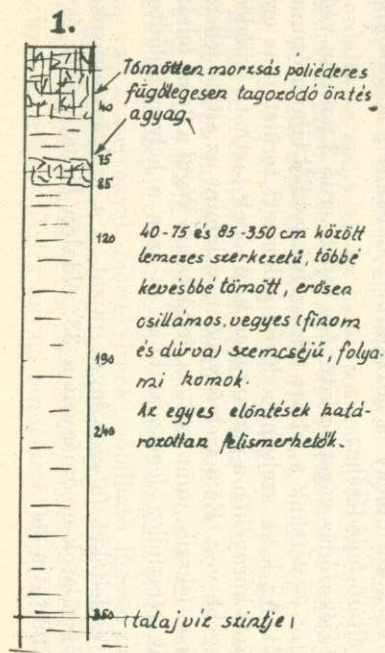 1.
Tömötten morzsás poliéderes
függőlegesen tagozódó öntés
agyag.
40
75
85
120
40-75 és 85-350 cm között
lemezes szerkezetű, többé
kevésbbé tömött, erősen
csillámos, vegyes (finom
és dúrva) szemcséjű, folya-
mi homok.
190
Az egyes elöntések hatá-
rozottan felismerhetők.
240
350 (talajvíz szintje)